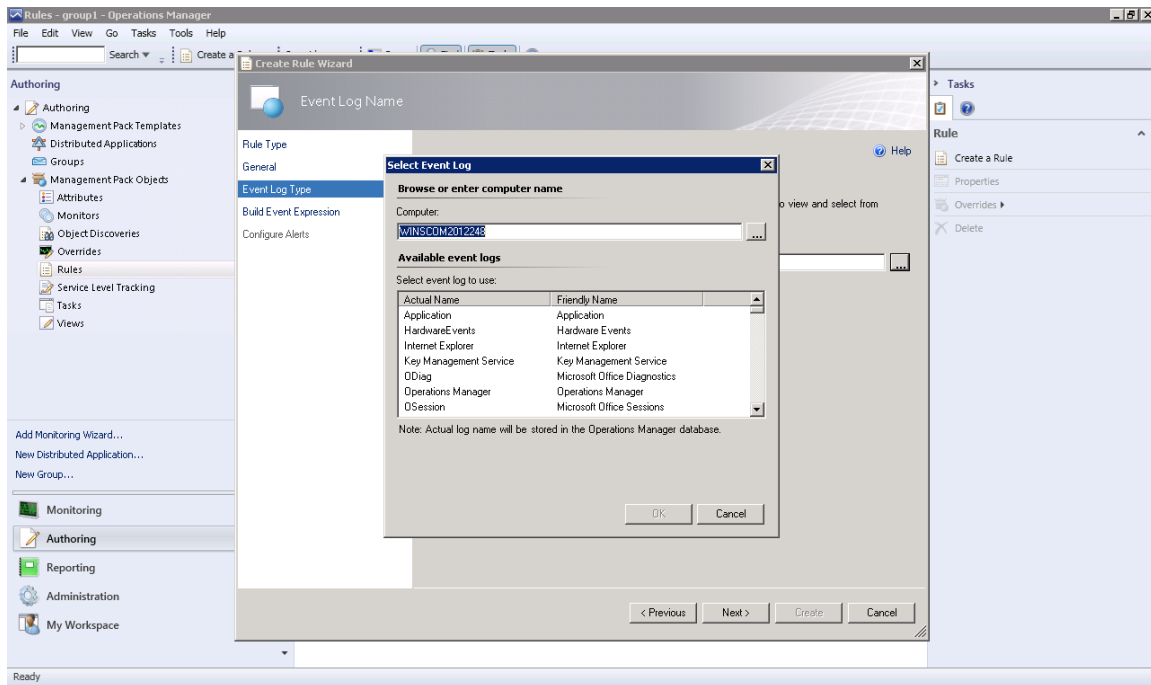 Rules - group1 - Operations Manager
File Edit View Go Tasks Tools Help
Search
Create a
Authoring
Authoring
Management Pack Templates
Distributed Applications
Groups
Management Pack Objects
Attributes
Monitors
Object Discoveries
Overrides
Rules
Service Level Tracking
Tasks
Views
Add Monitoring Wizard...
New Distributed Application...
New Group...
Monitoring
Authoring
Reporting
Administration
My Workspace
Ready
Create Rule Wizard
Event Log Name
Rule Type
General
Event Log Type
Build Event Expression
Configure Alerts
Help
o view and select from
...
Select Event Log
Browse or enter computer name
Computer:
WINSCOM2012248
...
Available event logs
Select event log to use:
Actual Name Friendly Name
Application Application
HardwareEvents Hardware Events
Internet Explorer Internet Explorer
Key Management Service Key Management Service
ODiag Microsoft Office Diagnostics
Operations Manager Operations Manager
OSession Microsoft Office Sessions
Note: Actual log name will be stored in the Operations Manager database.
OK Cancel
< Previous Next > Create Cancel
Tasks
Rule
Create a Rule
Properties
Overrides
Delete